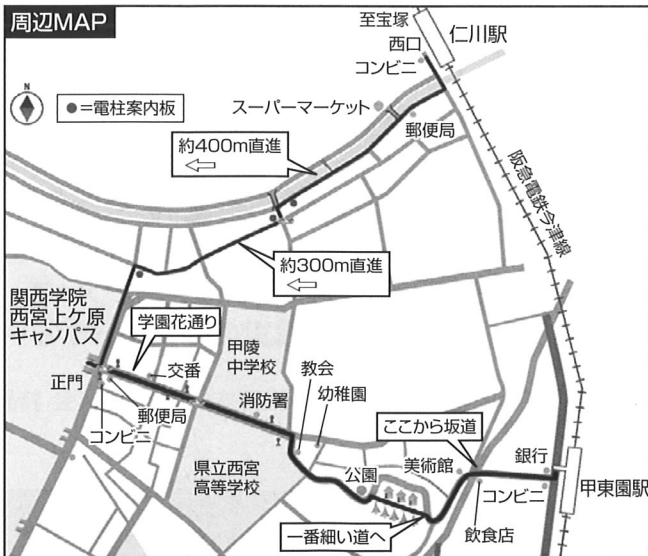 周辺MAP
至宝塚
仁川駅
西口
コンビニ
N
●=電柱案内板
スーパーマーケット
郵便局
約400m直進
⇦
阪急電鉄今津線
約300m直進
⇦
関西学院
西宮上ケ原
キャンパス
学園花通り
甲陵
中学校
教会
幼稚園
交番
正門
消防署
郵便局
コンビニ
ここから坂道
県立西宮
高等学校
公園
美術館
銀行
コンビニ
甲東園駅
飲食店
一番細い道へ